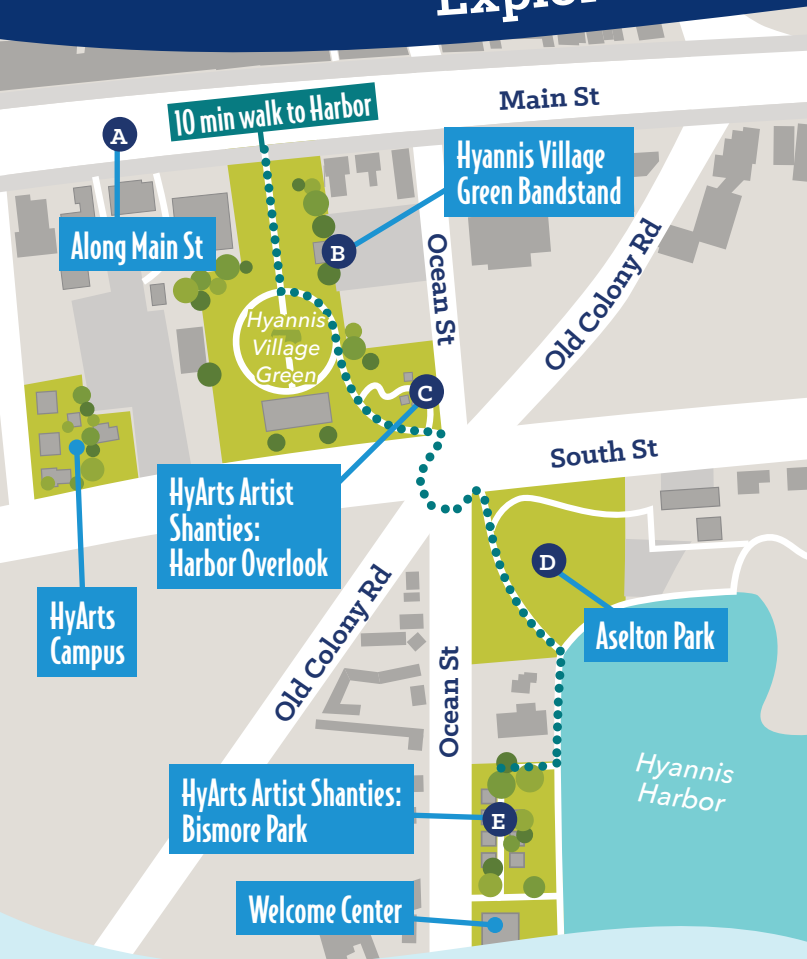 Main St
10 min walk to Harbor
A
Hyannis Village
Green Bandstand
Along Main St
B
Ocean St
Old Colony Rd
Hyannis
Village
Green
C
South St
HyArts Artist
Shanties:
Harbor Overlook
D
HyArts
Campus
Old Colony Rd
Aselton Park
Ocean St
HyArts Artist Shanties:
Bismore Park
E
Hyannis
Harbor
Welcome Center